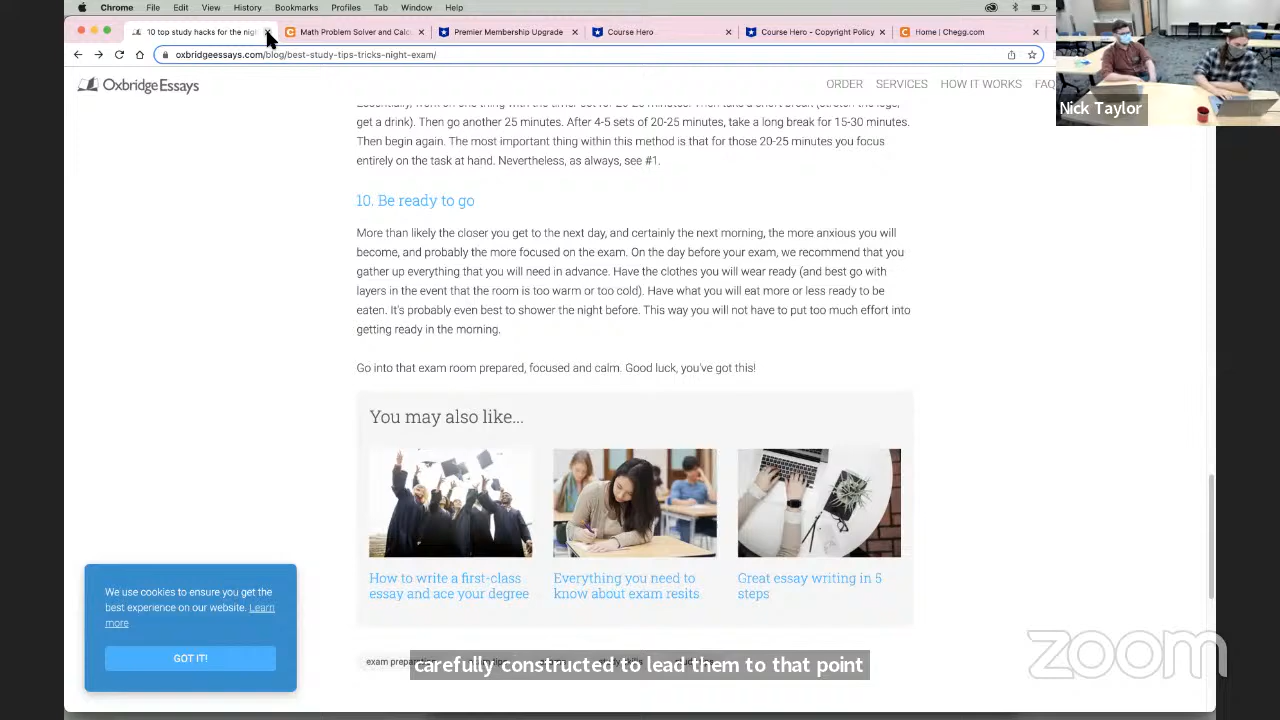 Chrome File Edit View History Bookmarks Profiles Tab Window Help
10 top study hacks for the nigh
Math Problem Solver and Calc
Premier Membership Upgrade
Course Hero
Course Hero - Copyright Policy
Home | Chegg.com
oxbridgeessays.com/blog/best-study-tips-tricks-night-exam/
OxbridgeEssays
ORDER SERVICES HOW IT WORKS FAQ
Nick Taylor
get a drink). Then go another 25 minutes. After 4-5 sets of 20-25 minutes, take a long break for 15-30 minutes.
Then begin again. The most important thing within this method is that for those 20-25 minutes you focus
entirely on the task at hand. Nevertheless, as always, see #1.
10. Be ready to go
More than likely the closer you get to the next day, and certainly the next morning, the more anxious you will
become, and probably the more focused on the exam. On the day before your exam, we recommend that you
gather up everything that you will need in advance. Have the clothes you will wear ready (and best go with
layers in the event that the room is too warm or too cold). Have what you will eat more or less ready to be
eaten. It's probably even best to shower the night before. This way you will not have to put too much effort into
getting ready in the morning.
Go into that exam room prepared, focused and calm. Good luck, you've got this!
You may also like...
How to write a first-class
essay and ace your degree
Everything you need to
know about exam resits
Great essay writing in 5
steps
We use cookies to ensure you get the
best experience on our website. Learn
more
GOT IT!
exam
carefully constructed to lead them to that point
zoom